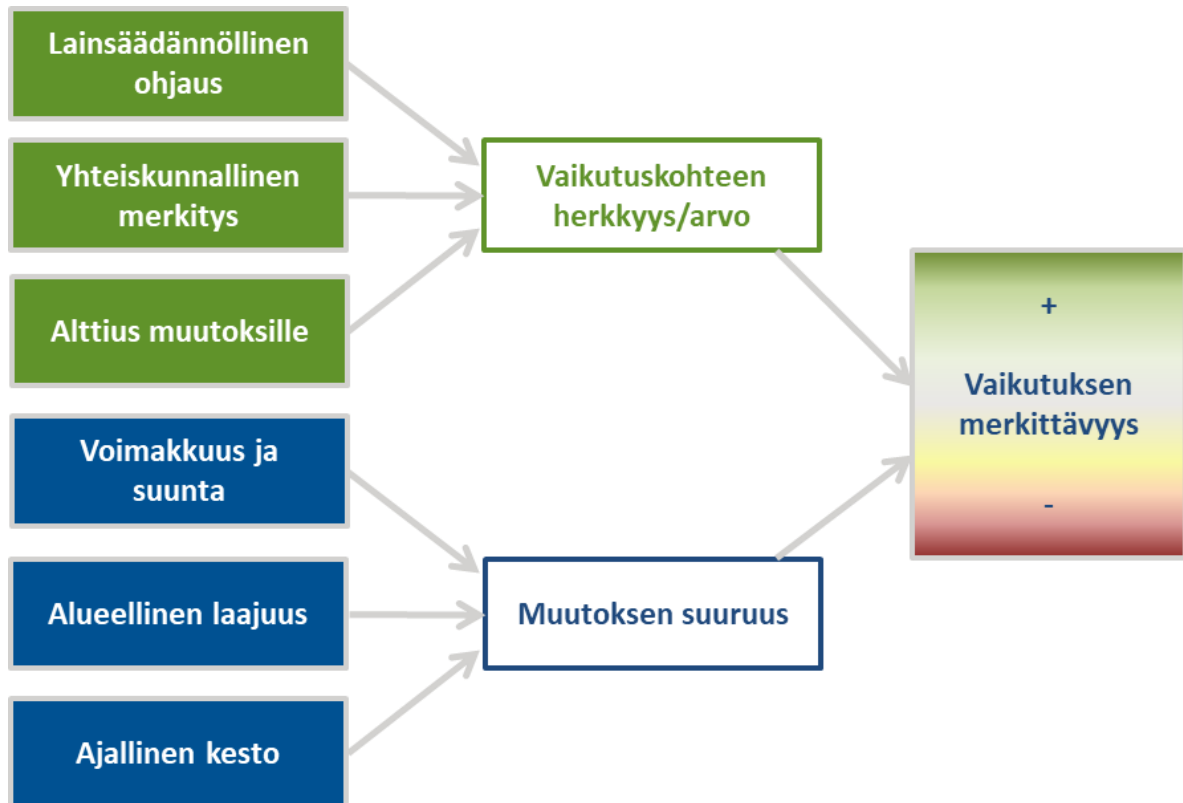 Lainsäädännöllinen
ohjaus
Yhteiskunnallinen
merkitys
Alttius muutoksille
Voimakkuus ja
suunta
Alueellinen laajuus
Ajallinen kesto
Vaikutuskohteen
herkkyys/arvo
Muutoksen suuruus
+
Vaikutuksen
merkittävyys
-